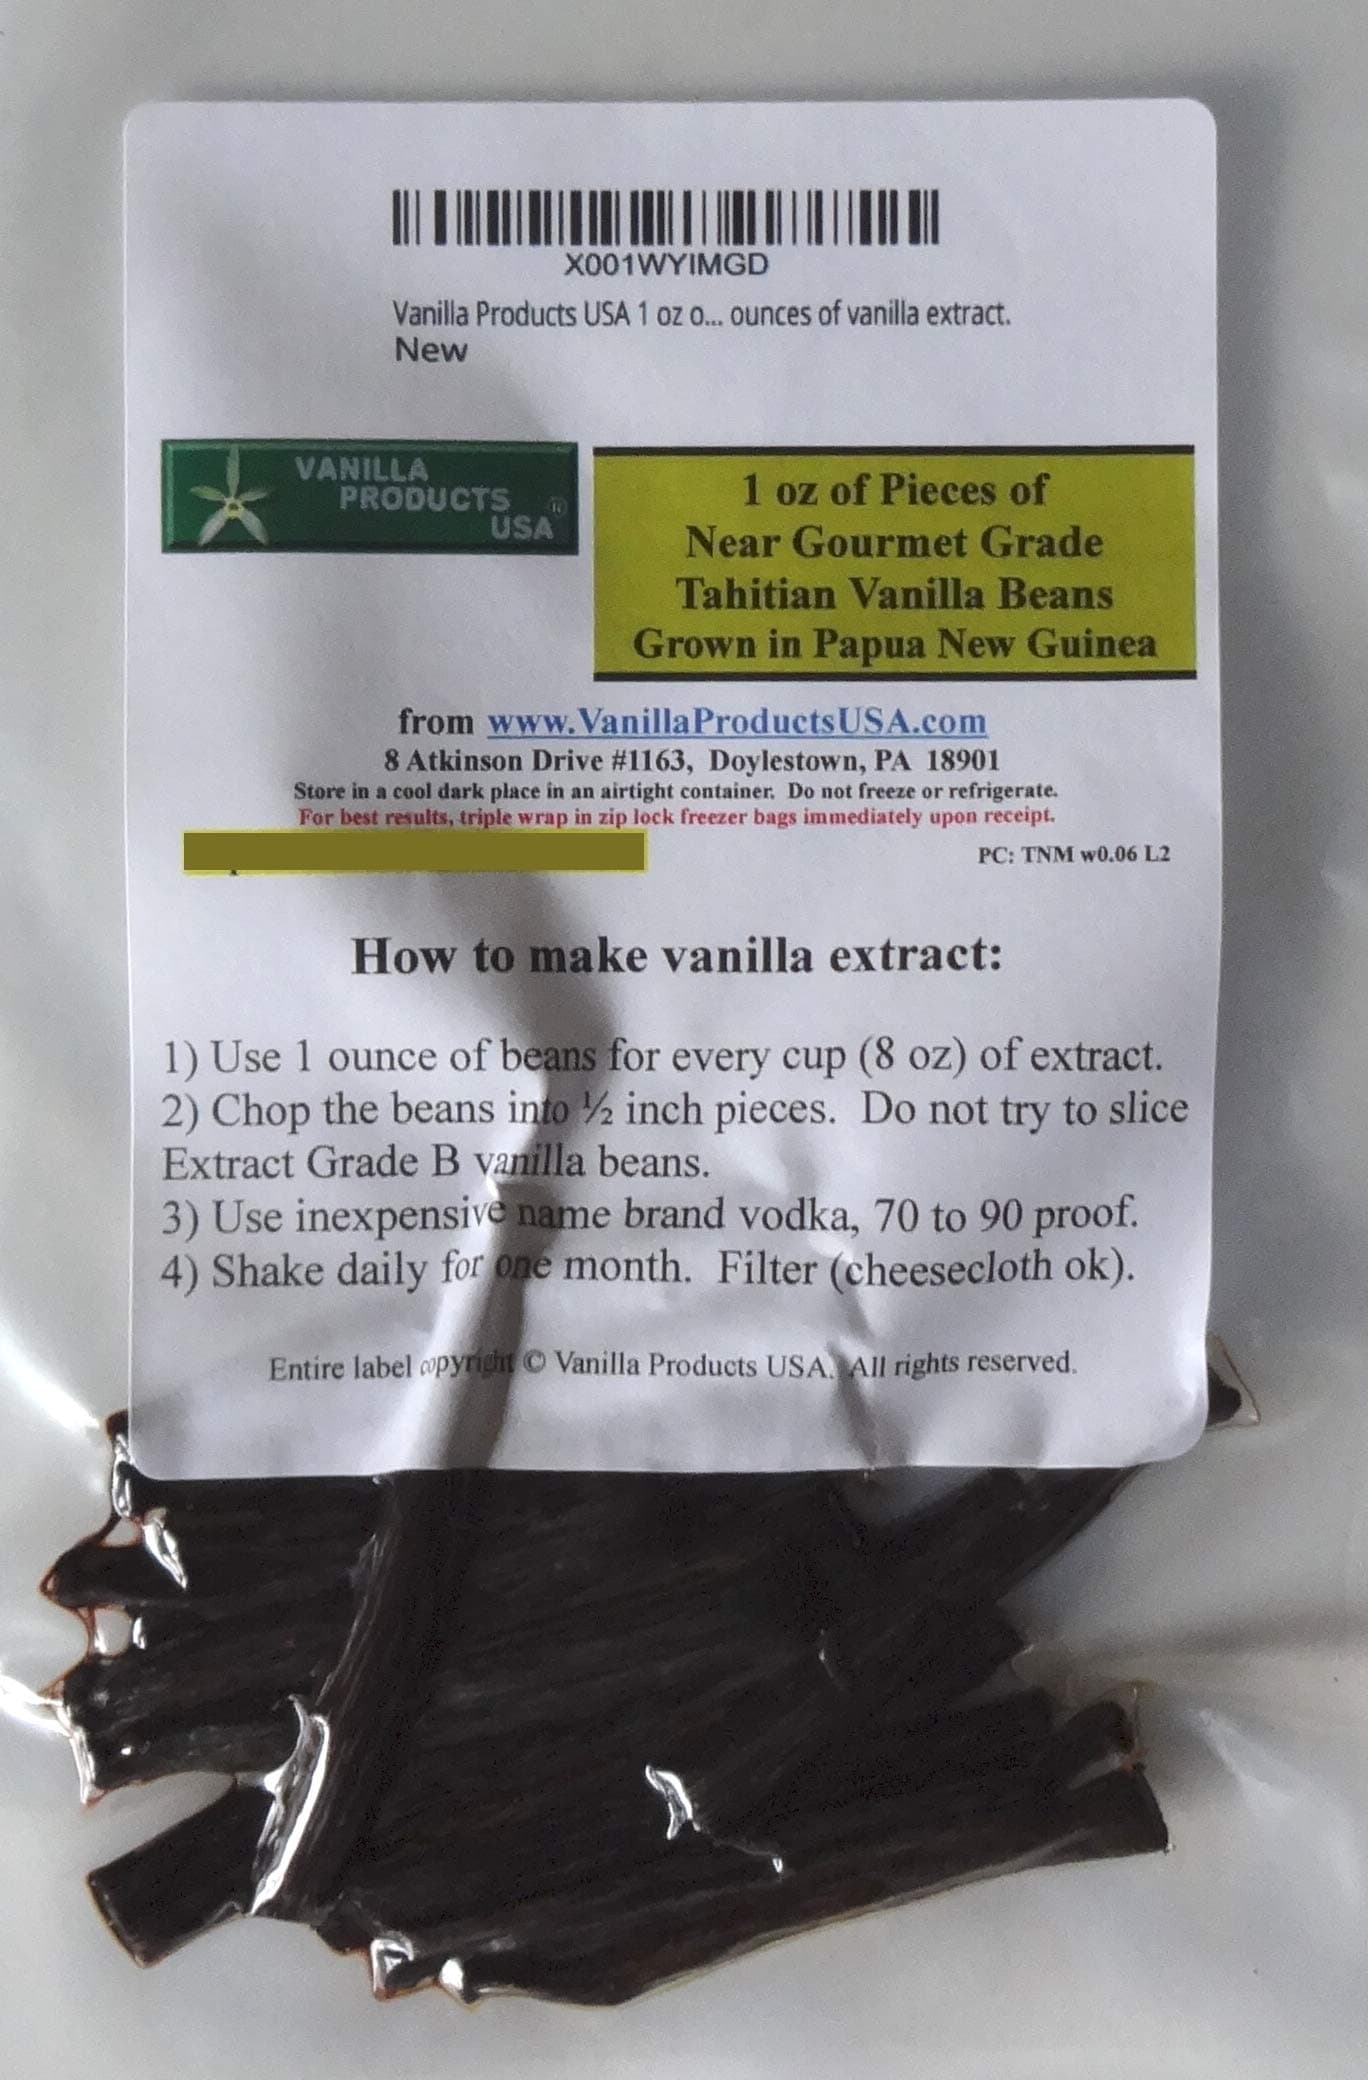 X001WYIMGD
Vanilla Products USA 1 oz o... ounces of vanilla extract.
New
VANILLA
PRODUCTS
USA ®
1 oz of Pieces of
Near Gourmet Grade
Tahitian Vanilla Beans
Grown in Papua New Guinea
from www.VanillaProductsUSA.com
8 Atkinson Drive #1163, Doylestown, PA 18901
Store in a cool dark place in an airtight container. Do not freeze or refrigerate.
For best results, triple wrap in zip lock freezer bags immediately upon receipt.
PC: TNM w0.06 L2
How to make vanilla extract:
1) Use 1 ounce of beans for every cup (8 oz) of extract.
2) Chop the beans into ½ inch pieces. Do not try to slice
Extract Grade B vanilla beans.
3) Use inexpensive name brand vodka, 70 to 90 proof.
4) Shake daily for one month. Filter (cheesecloth ok).
Entire label copyright © Vanilla Products USA. All rights reserved.